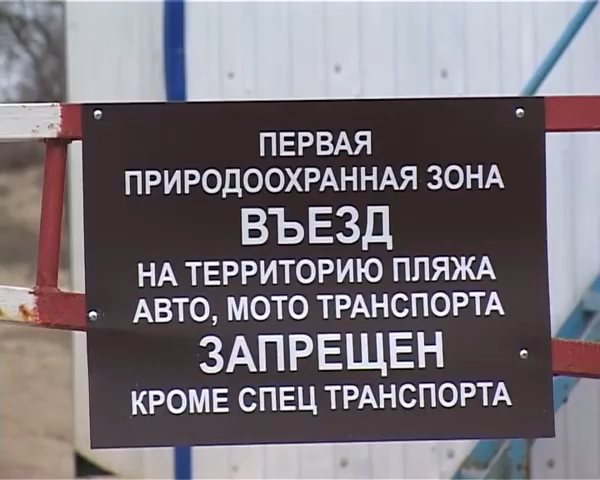 ПЕРВАЯ
ПРИРОДООХРАННАЯ ЗОНА
ВЪЕЗД
НА ТЕРРИТОРИЮ ПЛЯЖА
АВТО, МОТО ТРАНСПОРТА
ЗАПРЕЩЕН
КРОМЕ СПЕЦ ТРАНСПОРТА